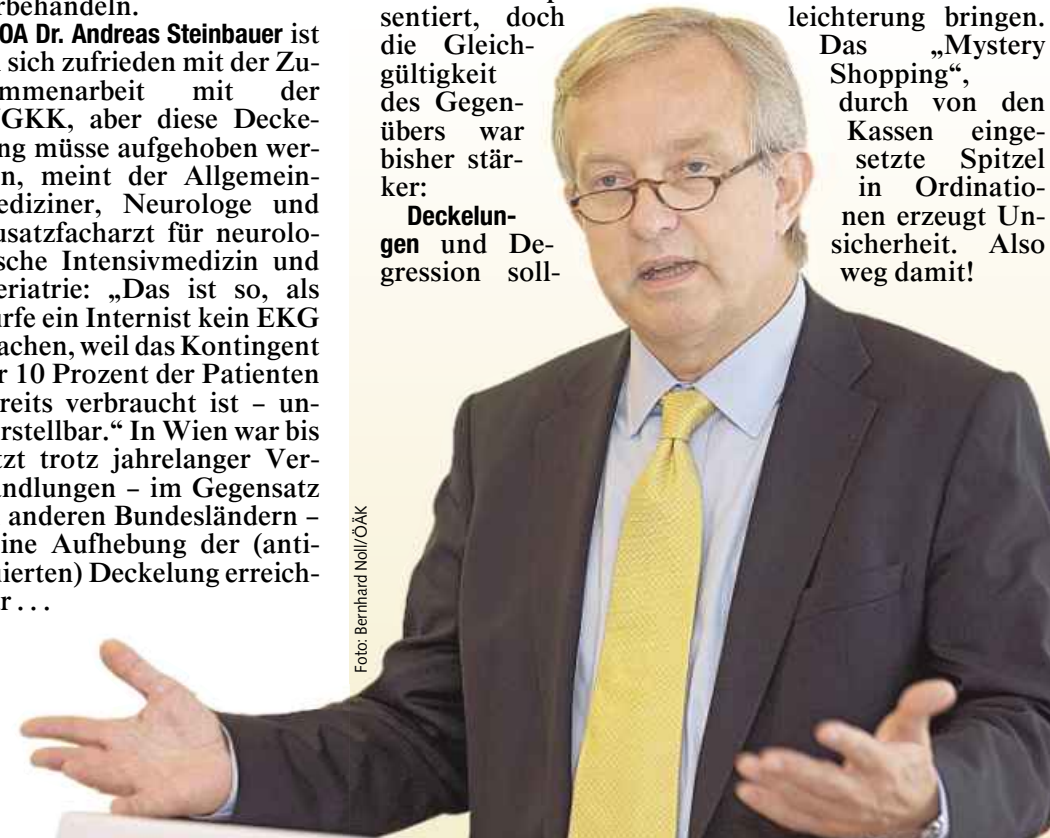 rbehandeln.
OA Dr. Andreas Steinbauer ist
sich zufrieden mit der Zu-
mmenarbeit mit der
GKK, aber diese Decke-
ng müsse aufgehoben wer-
n, meint der Allgemein-
ediziner, Neurologe und
usatzfacharzt für neurolo-
sche Intensivmedizin und
eriatrie: „Das ist so, als
ürfe ein Internist kein EKG
achen, weil das Kontingent
r 10 Prozent der Patienten
reits verbraucht ist – un-
rstellbar.“ In Wien war bis
tzt trotz jahrelanger Ver-
ndlungen – im Gegensatz
anderen Bundesländern –
ine Aufhebung der (anti-
ierten) Deckelung erreich-
r . . .
sentiert, doch
die Gleich-
gültigkeit
des Gegen-
übers war
bisher stär-
ker:
Deckelun-
gen und De-
gression soll-
leichterung bringen.
Das „Mystery
Shopping“,
durch von den
Kassen einge-
setzte Spitzel
in Ordinatio-
nen erzeugt Un-
sicherheit. Also
weg damit!
Foto: Bernhard Noll/ÖÄK